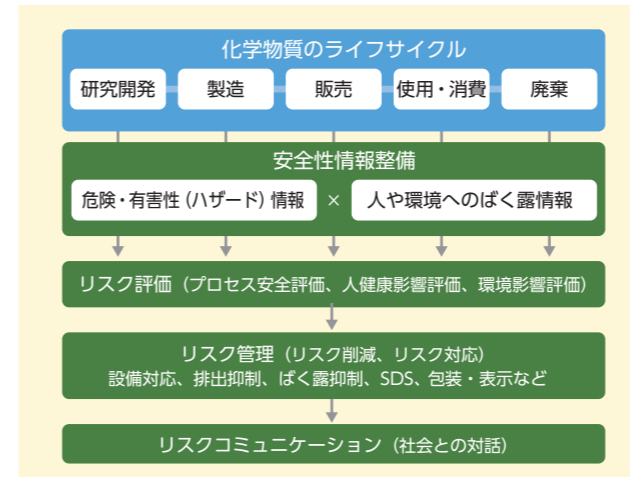 化学物質のライフサイクル
研究開発 製造 販売 使用・消費 廃棄
安全性情報整備
危険・有害性（ハザード）情報 × 人や環境へのばく露情報
リスク評価（プロセス安全評価、人健康影響評価、環境影響評価）
リスク管理（リスク削減、リスク対応）
設備対応、排出抑制、ばく露抑制、SDS、包装・表示など
リスクコミュニケーション（社会との対話）